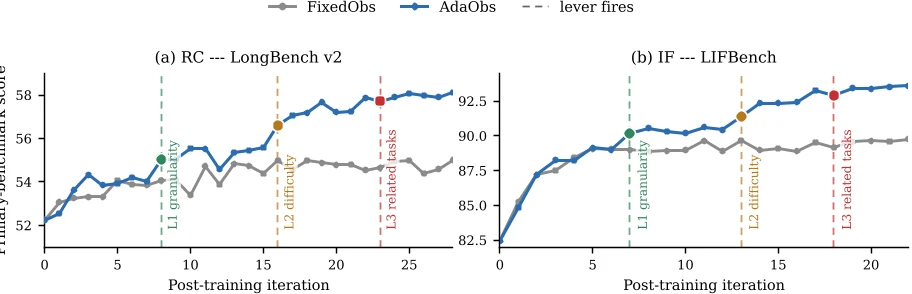 FixedObs AdaObs lever fires
(a) RC --- LongBench v2
(b) IF --- LIFBench
Primary-benchmark score
58
56
54
52
L1 granularity
L2 difficulty
L3 related tasks
0 5 10 15 20 25
Post-training iteration
92.5
90.0
87.5
85.0
82.5
L1 granularity
L2 difficulty
L3 related tasks
0 5 10 15 20
Post-training iteration